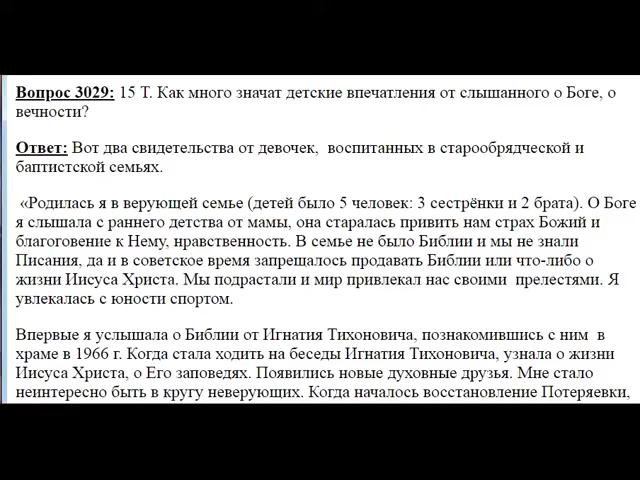 Вопрос 3029: 15 Т. Как много значат детские впечатления от слышанного о Боге, о
вечности?
Ответ: Вот два свидетельства от девочек, воспитанных в старообрядческой и
баптистской семьях.
«Родилась я в верующей семье (детей было 5 человек: 3 сестрёнки и 2 брата). О Боге
я слышала с раннего детства от мамы, она старалась привить нам страх Божий и
благоговение к Нему, нравственность. В семье не было Библии и мы не знали
Писания, да и в советское время запрещалось продавать Библии или что-либо о
жизни Иисуса Христа. Мы подрастали и мир привлекал нас своими прелестями. Я
увлекалась с юности спортом.
Впервые я услышала о Библии от Игнатия Тихоновича, познакомившись с ним в
храме в 1966 г. Когда стала ходить на беседы Игнатия Тихоновича, узнала о жизни
Иисуса Христа, о Его заповедях. Появились новые духовные друзья. Мне стало
неинтересно быть в кругу неверующих. Когда началось восстановление Потеряевки,